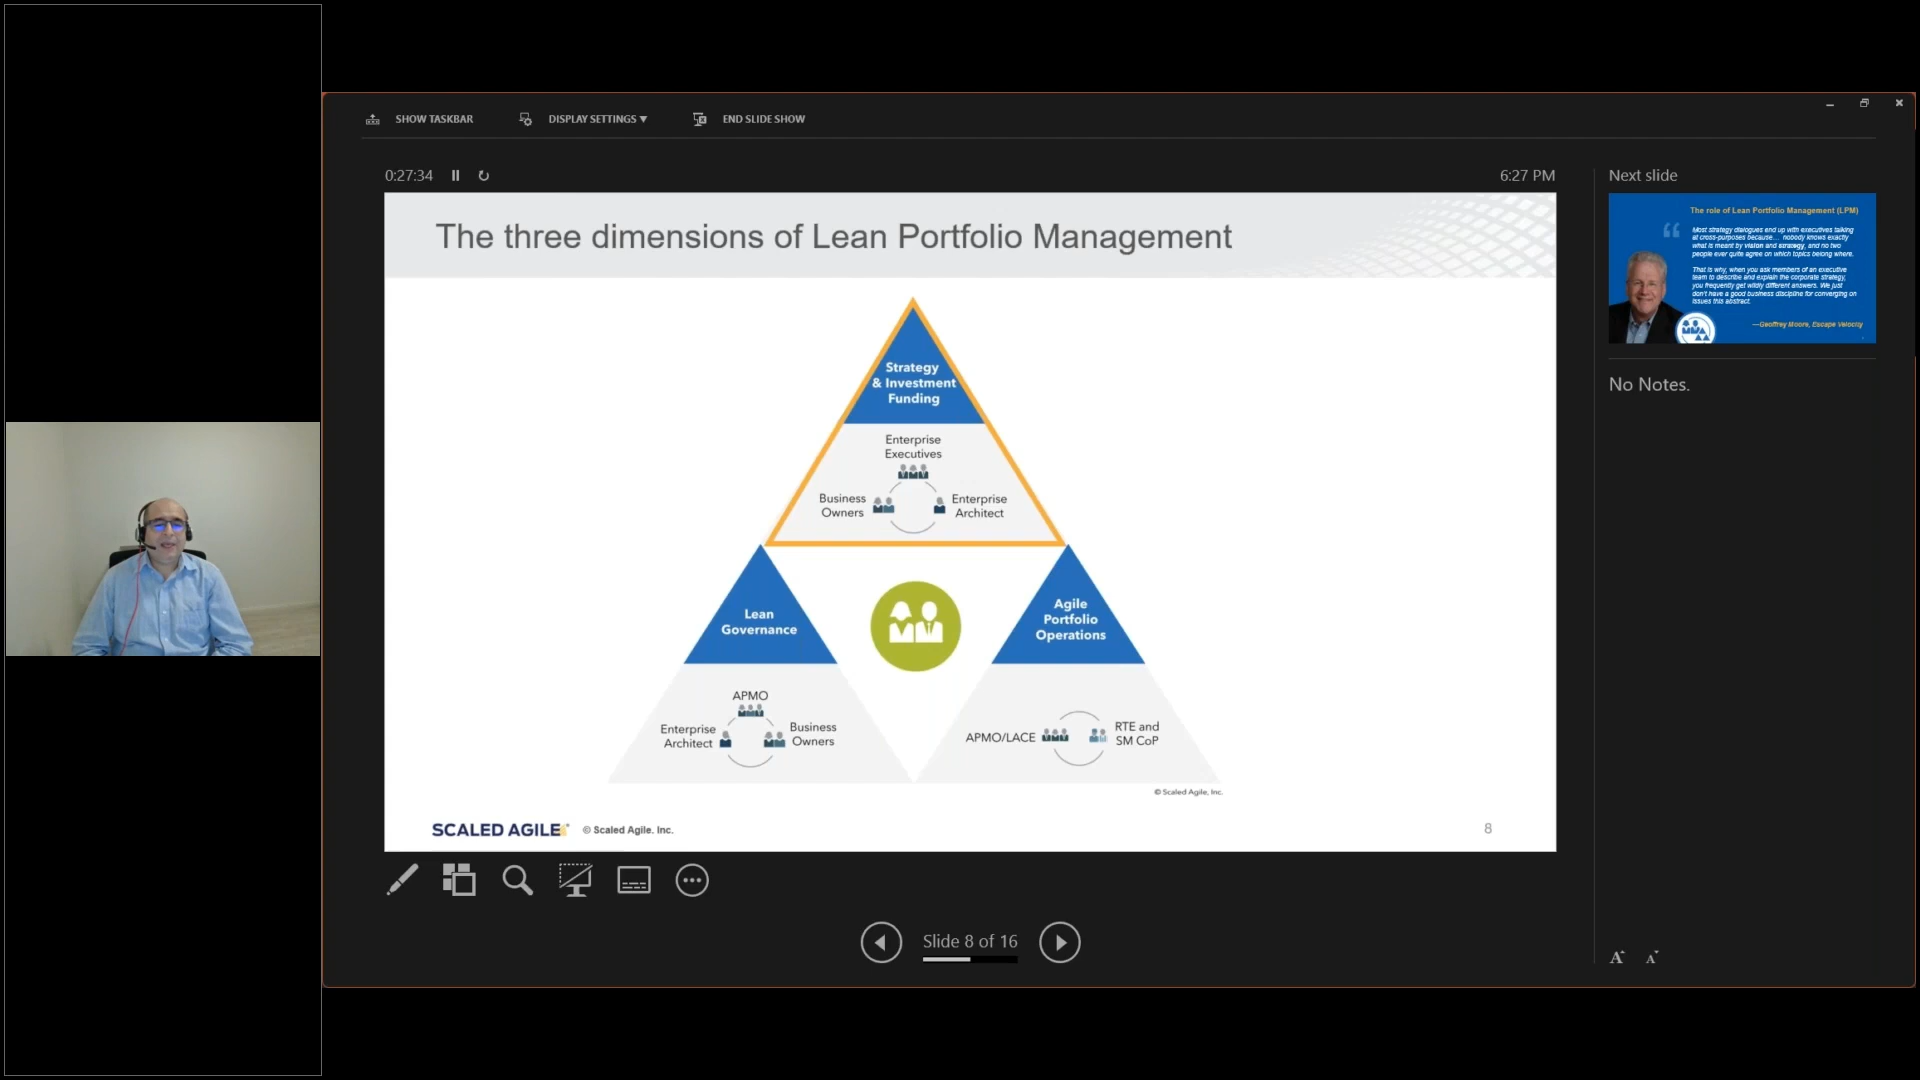 SHOW TASKBAR
DISPLAY SETTINGS
END SLIDE SHOW
0:27:34
6:27 PM
The three dimensions of Lean Portfolio Management
Strategy
& Investment
Funding
Enterprise
Executives
Business
Owners
Enterprise
Architect
Lean
Governance
APMO
Enterprise
Architect
Business
Owners
Agile
Portfolio
Operations
APMO/LACE
RTE and
SM CoP
© Scaled Agile, Inc.
SCALED AGILE
© Scaled Agile. Inc.
8
Slide 8 of 16
Next slide
The role of Lean Portfolio Management (LPM)
“
Most strategy dialogues end up with executives talking
at cross-purposes because... nobody knows exactly
what is meant by vision and strategy, and no two
people ever quite agree on which topics belong where.
That is why, when you ask members of an executive
team to describe and explain the corporate strategy,
you frequently get wildly different answers. We just
don't have a good business discipline for converging on
issues this abstract.
—Geoffrey Moore, Escape Velocity
No Notes.
A A